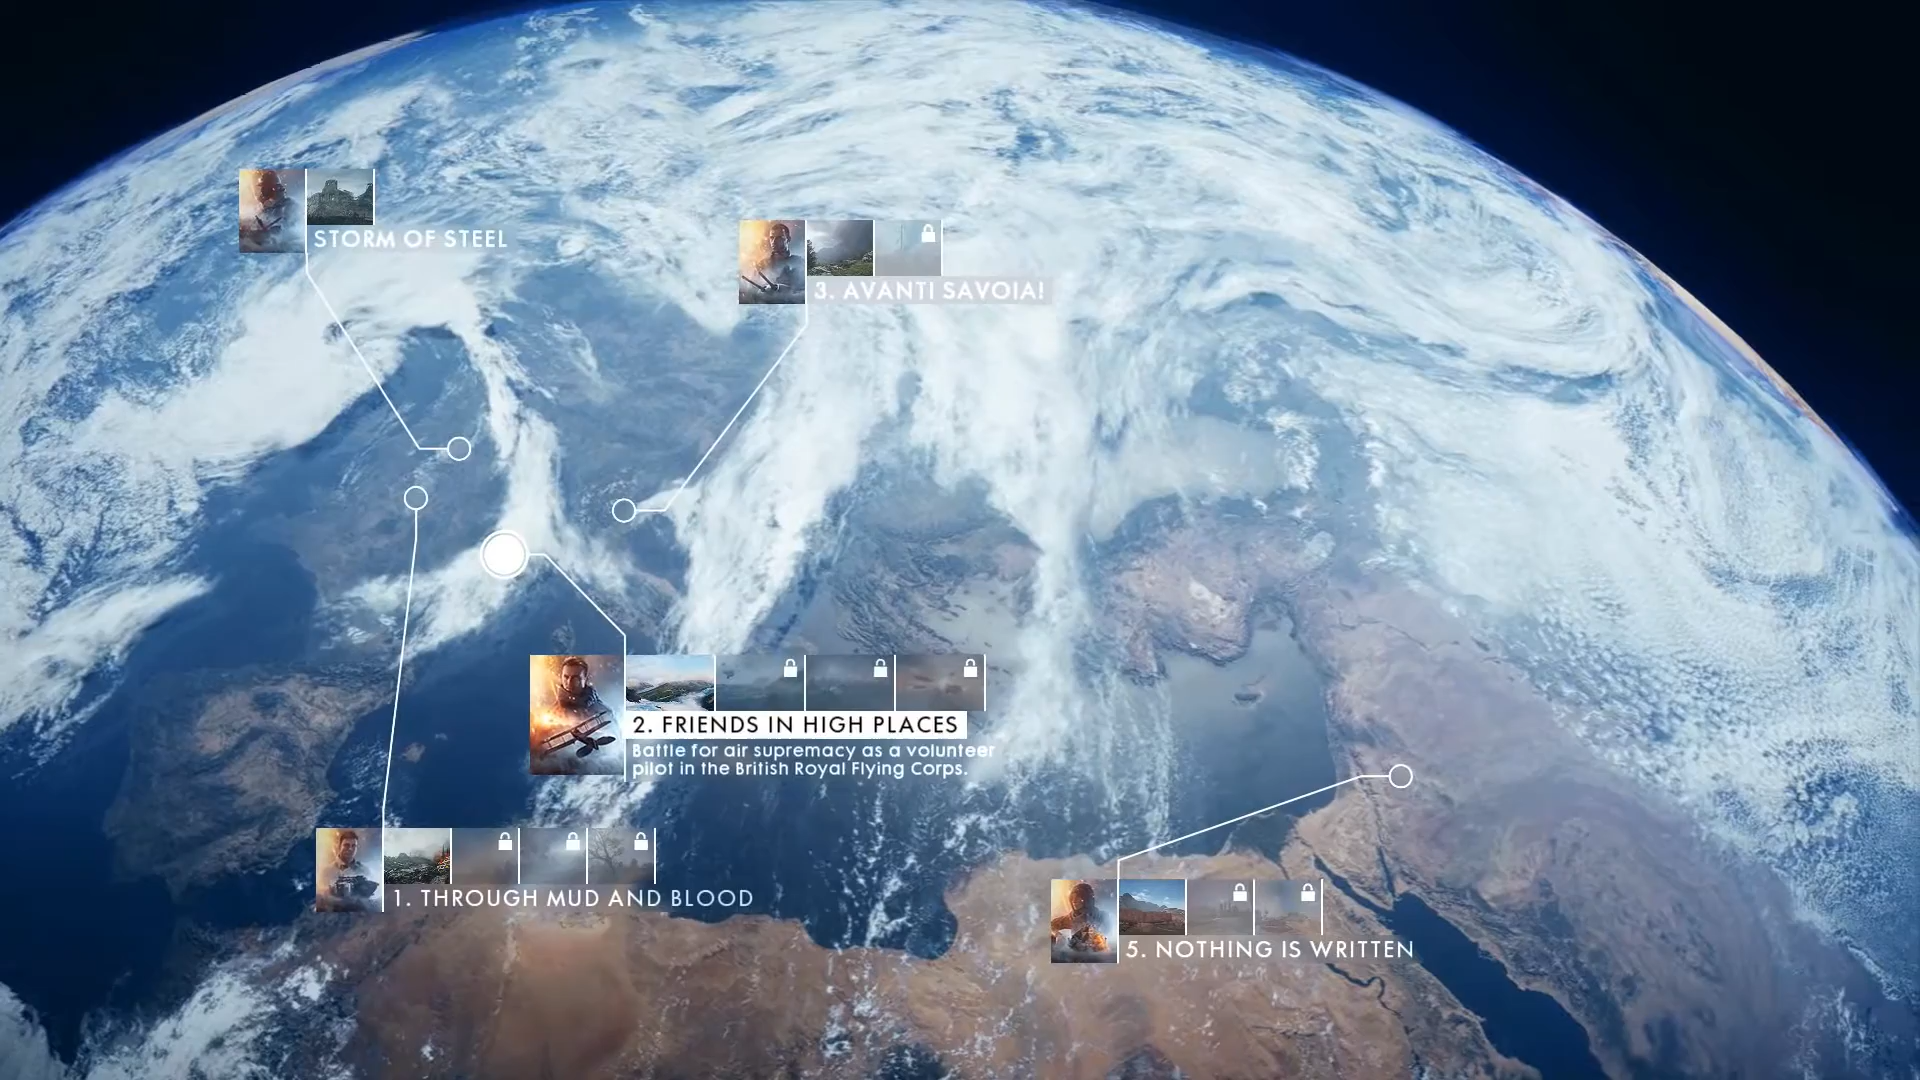 STORM OF STEEL
3. AVANTI SAVOIA!
2. FRIENDS IN HIGH PLACES
Battle for air supremacy as a volunteer
pilot in the British Royal Flying Corps.
1. THROUGH MUD AND BLOOD
5. NOTHING IS WRITTEN